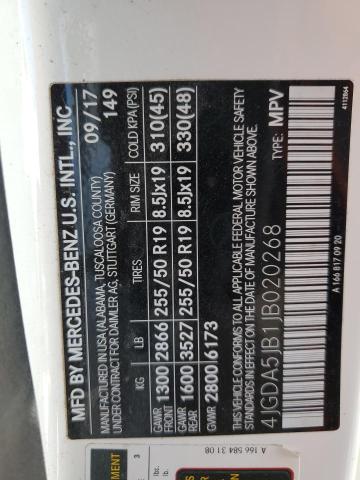 MFD BY MERCEDES-BENZ U.S. INTL., INC.
MANUFACTURED IN USA (ALABAMA, TUSCALOOSA COUNTY) 09/17
UNDER CONTRACT FOR DAIMLER AG, STUTTGART (GERMANY) 149
KG LB TIRES RIM SIZE COLD KPA (PSI)
GAWR FRONT 1300 2866 255/50 R19 8.5Jx19 310(45)
GAWR REAR 1600 3527 255/50 R19 8.5Jx19 330(48)
GVWR 2800 6173
THIS VEHICLE CONFORMS TO ALL APPLICABLE FEDERAL MOTOR VEHICLE SAFETY
STANDARDS IN EFFECT ON THE DATE OF MANUFACTURE SHOWN ABOVE.
4JGDA5JB1JB020268 TYPE: MPV
A 166 817 09 20
4112864
A 166 584 31 08
3
lbs.